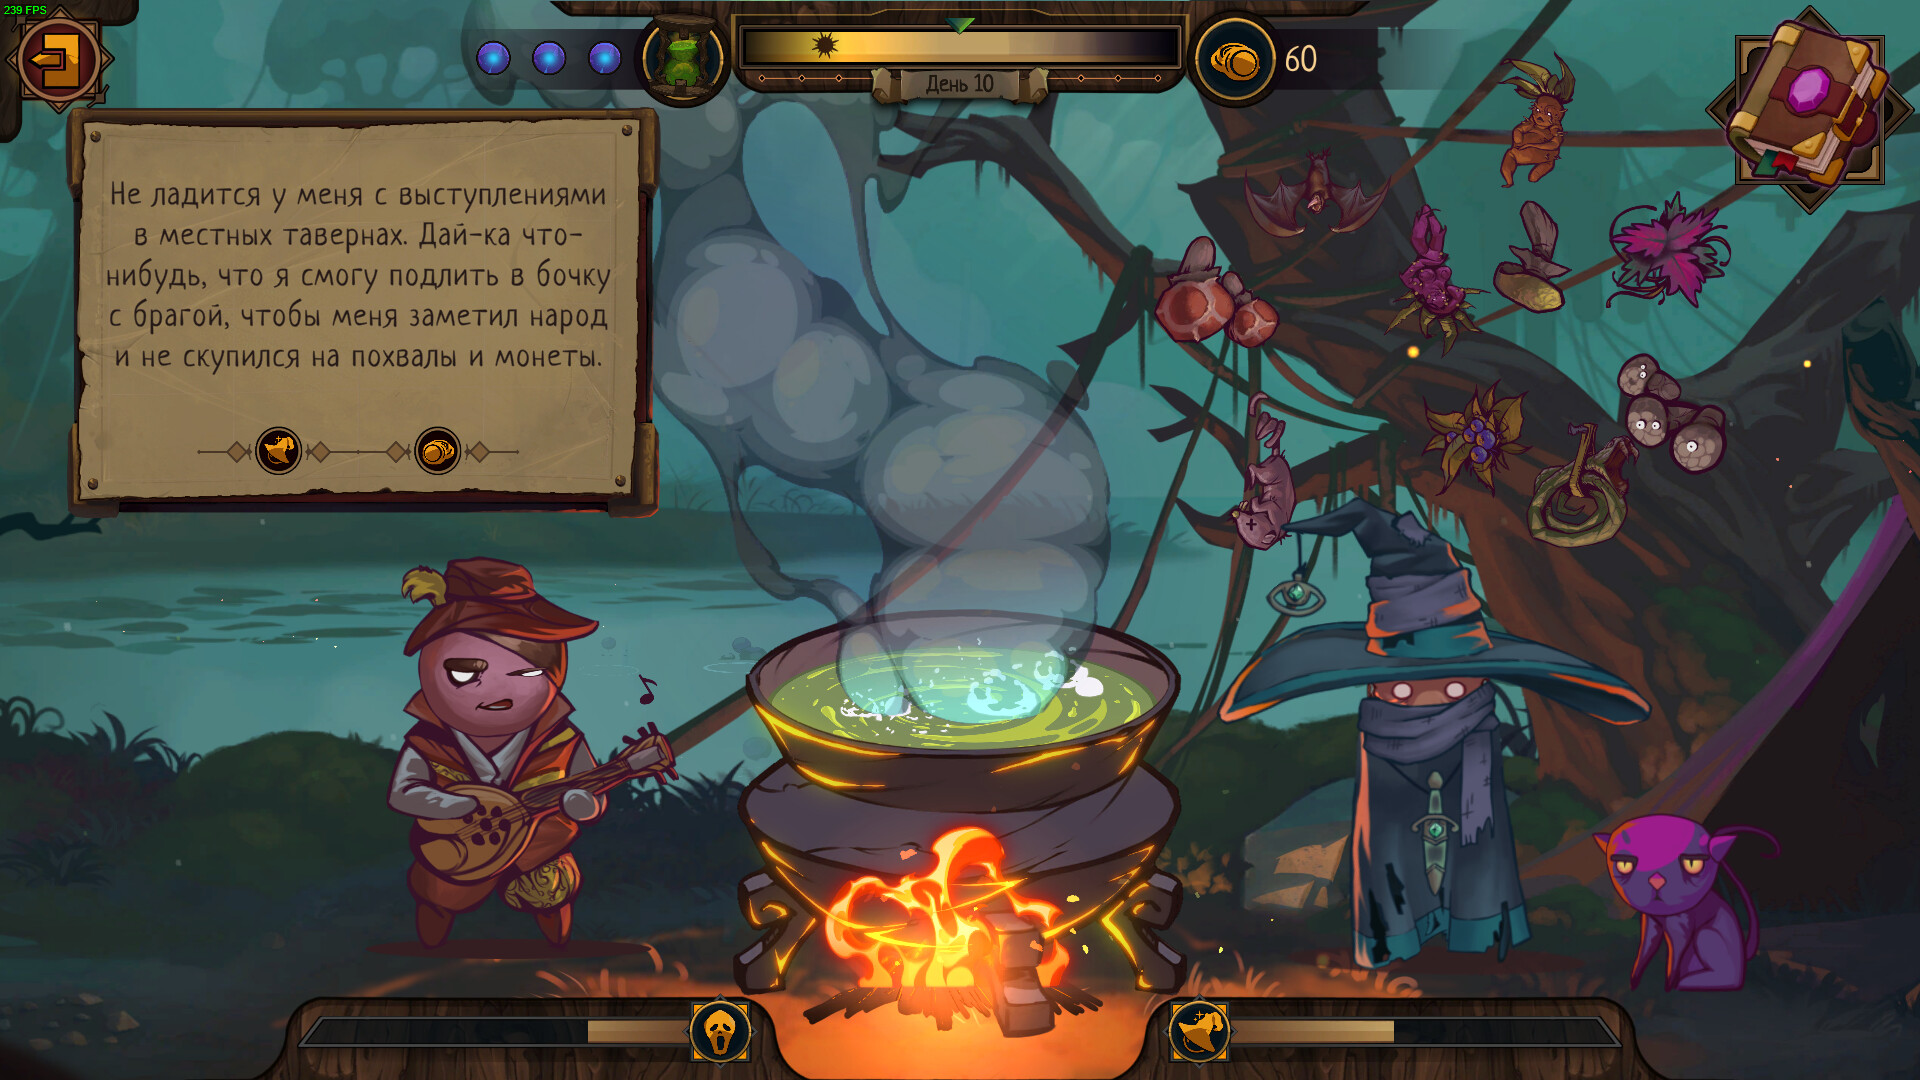 239 FPS
60
День 10
Не ладится у меня с выступлениями
в местных тавернах. Дай-ка что-
нибудь, что я смогу подлить в бочку
с брагой, чтобы меня заметил народ
и не скупился на похвалы и монеты.